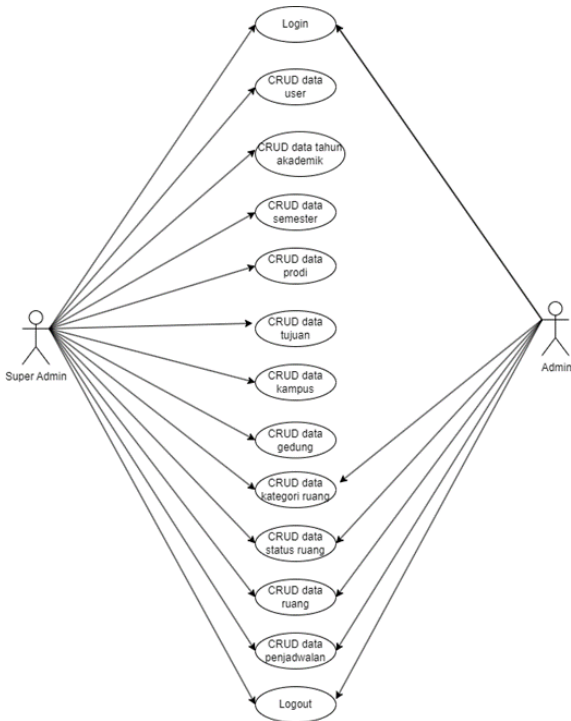 Login
CRUD data
user
CRUD data tahun
akademik
CRUD data
semester
CRUD data
prodi
CRUD data
tujuan
Super Admin
Admin
CRUD data
kampus
CRUD data
gedung
CRUD data
kategori ruang
CRUD data
status ruang
CRUD data
ruang
CRUD data
penjadwalan
Logout